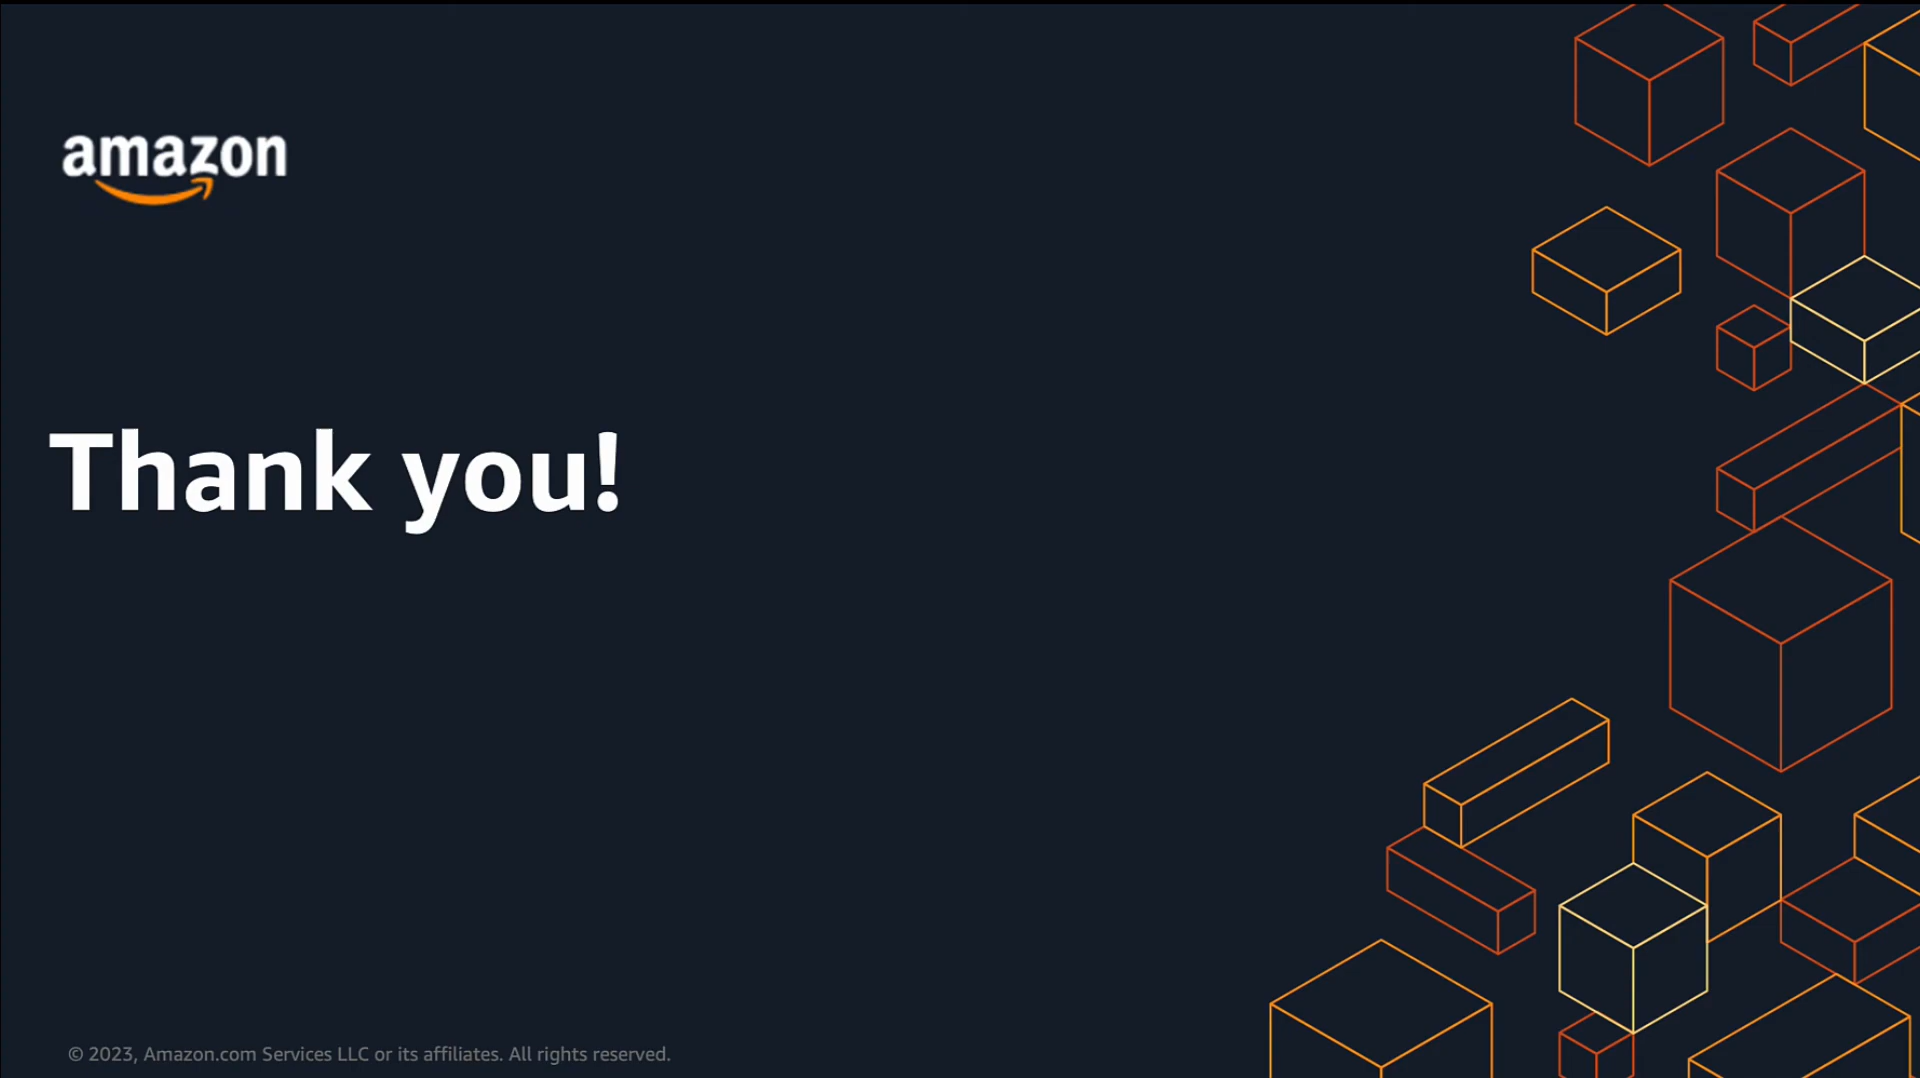 amazon
Thank you!
© 2023, Amazon.com Services LLC or its affiliates. All rights reserved.